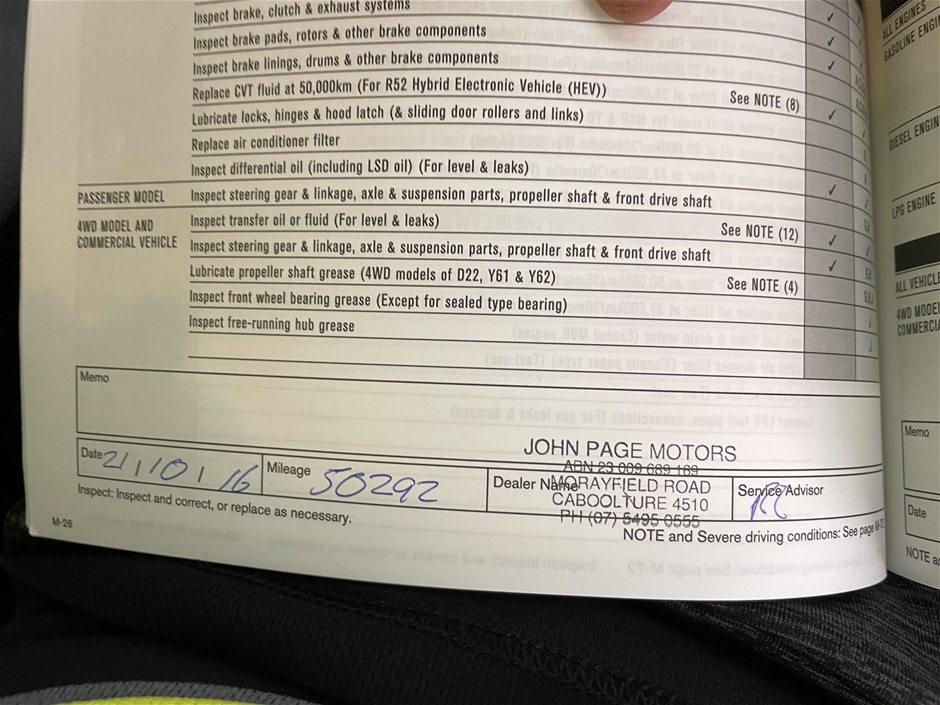 Inspect brake, clutch & exhaust systems
Inspect brake pads, rotors & other brake components ✓
Inspect brake linings, drums & other brake components ✓
Replace CVT fluid at 50,000km (For R52 Hybrid Electronic Vehicle (HEV)) See NOTE (8)
Lubricate locks, hinges & hood latch (& sliding door rollers and links) ✓
Replace air conditioner filter
Inspect differential oil (including LSD oil) (For level & leaks)
PASSENGER MODEL Inspect steering gear & linkage, axle & suspension parts, propeller shaft & front drive shaft ✓
4WD MODEL AND Inspect transfer oil or fluid (For level & leaks) See NOTE (12)
COMMERCIAL VEHICLE Inspect steering gear & linkage, axle & suspension parts, propeller shaft & front drive shaft ✓
Lubricate propeller shaft grease (4WD models of D22, Y61 & Y62) See NOTE (4)
Inspect front wheel bearing grease (Except for sealed type bearing)
Inspect free-running hub grease
Memo
JOHN PAGE MOTORS
ABN 23 009 689 169
MORAYFIELD ROAD
CABOOLTURE 4510
PH (07) 5495 0555
Date 21/10/16 Mileage 50292 Dealer Name Service Advisor
Inspect: Inspect and correct, or replace as necessary.
NOTE and Severe driving conditions: See page M-72
M-26
ALL ENGINES
DIESEL ENGIN
LPG ENGINE
ALL VEHICLE
4WD MODE
COMMERCIA
Memo
Date